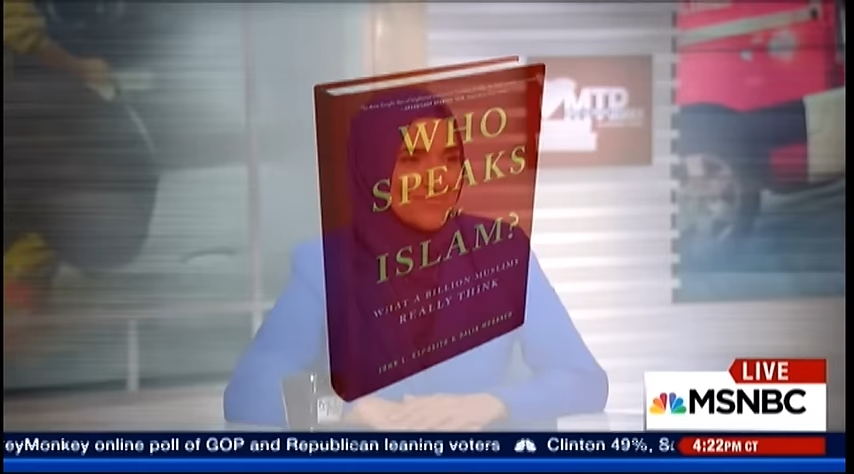 MTP
WHO
SPEAKS
for
ISLAM?
WHAT A BILLION MUSLIMS
REALLY THINK
JOHN L. ESPOSITO & DALIA MOGAHED
LIVE
MSNBC
eyMonkey online poll of GOP and Republican leaning voters Clinton 49%, Sa
4:22PM CT